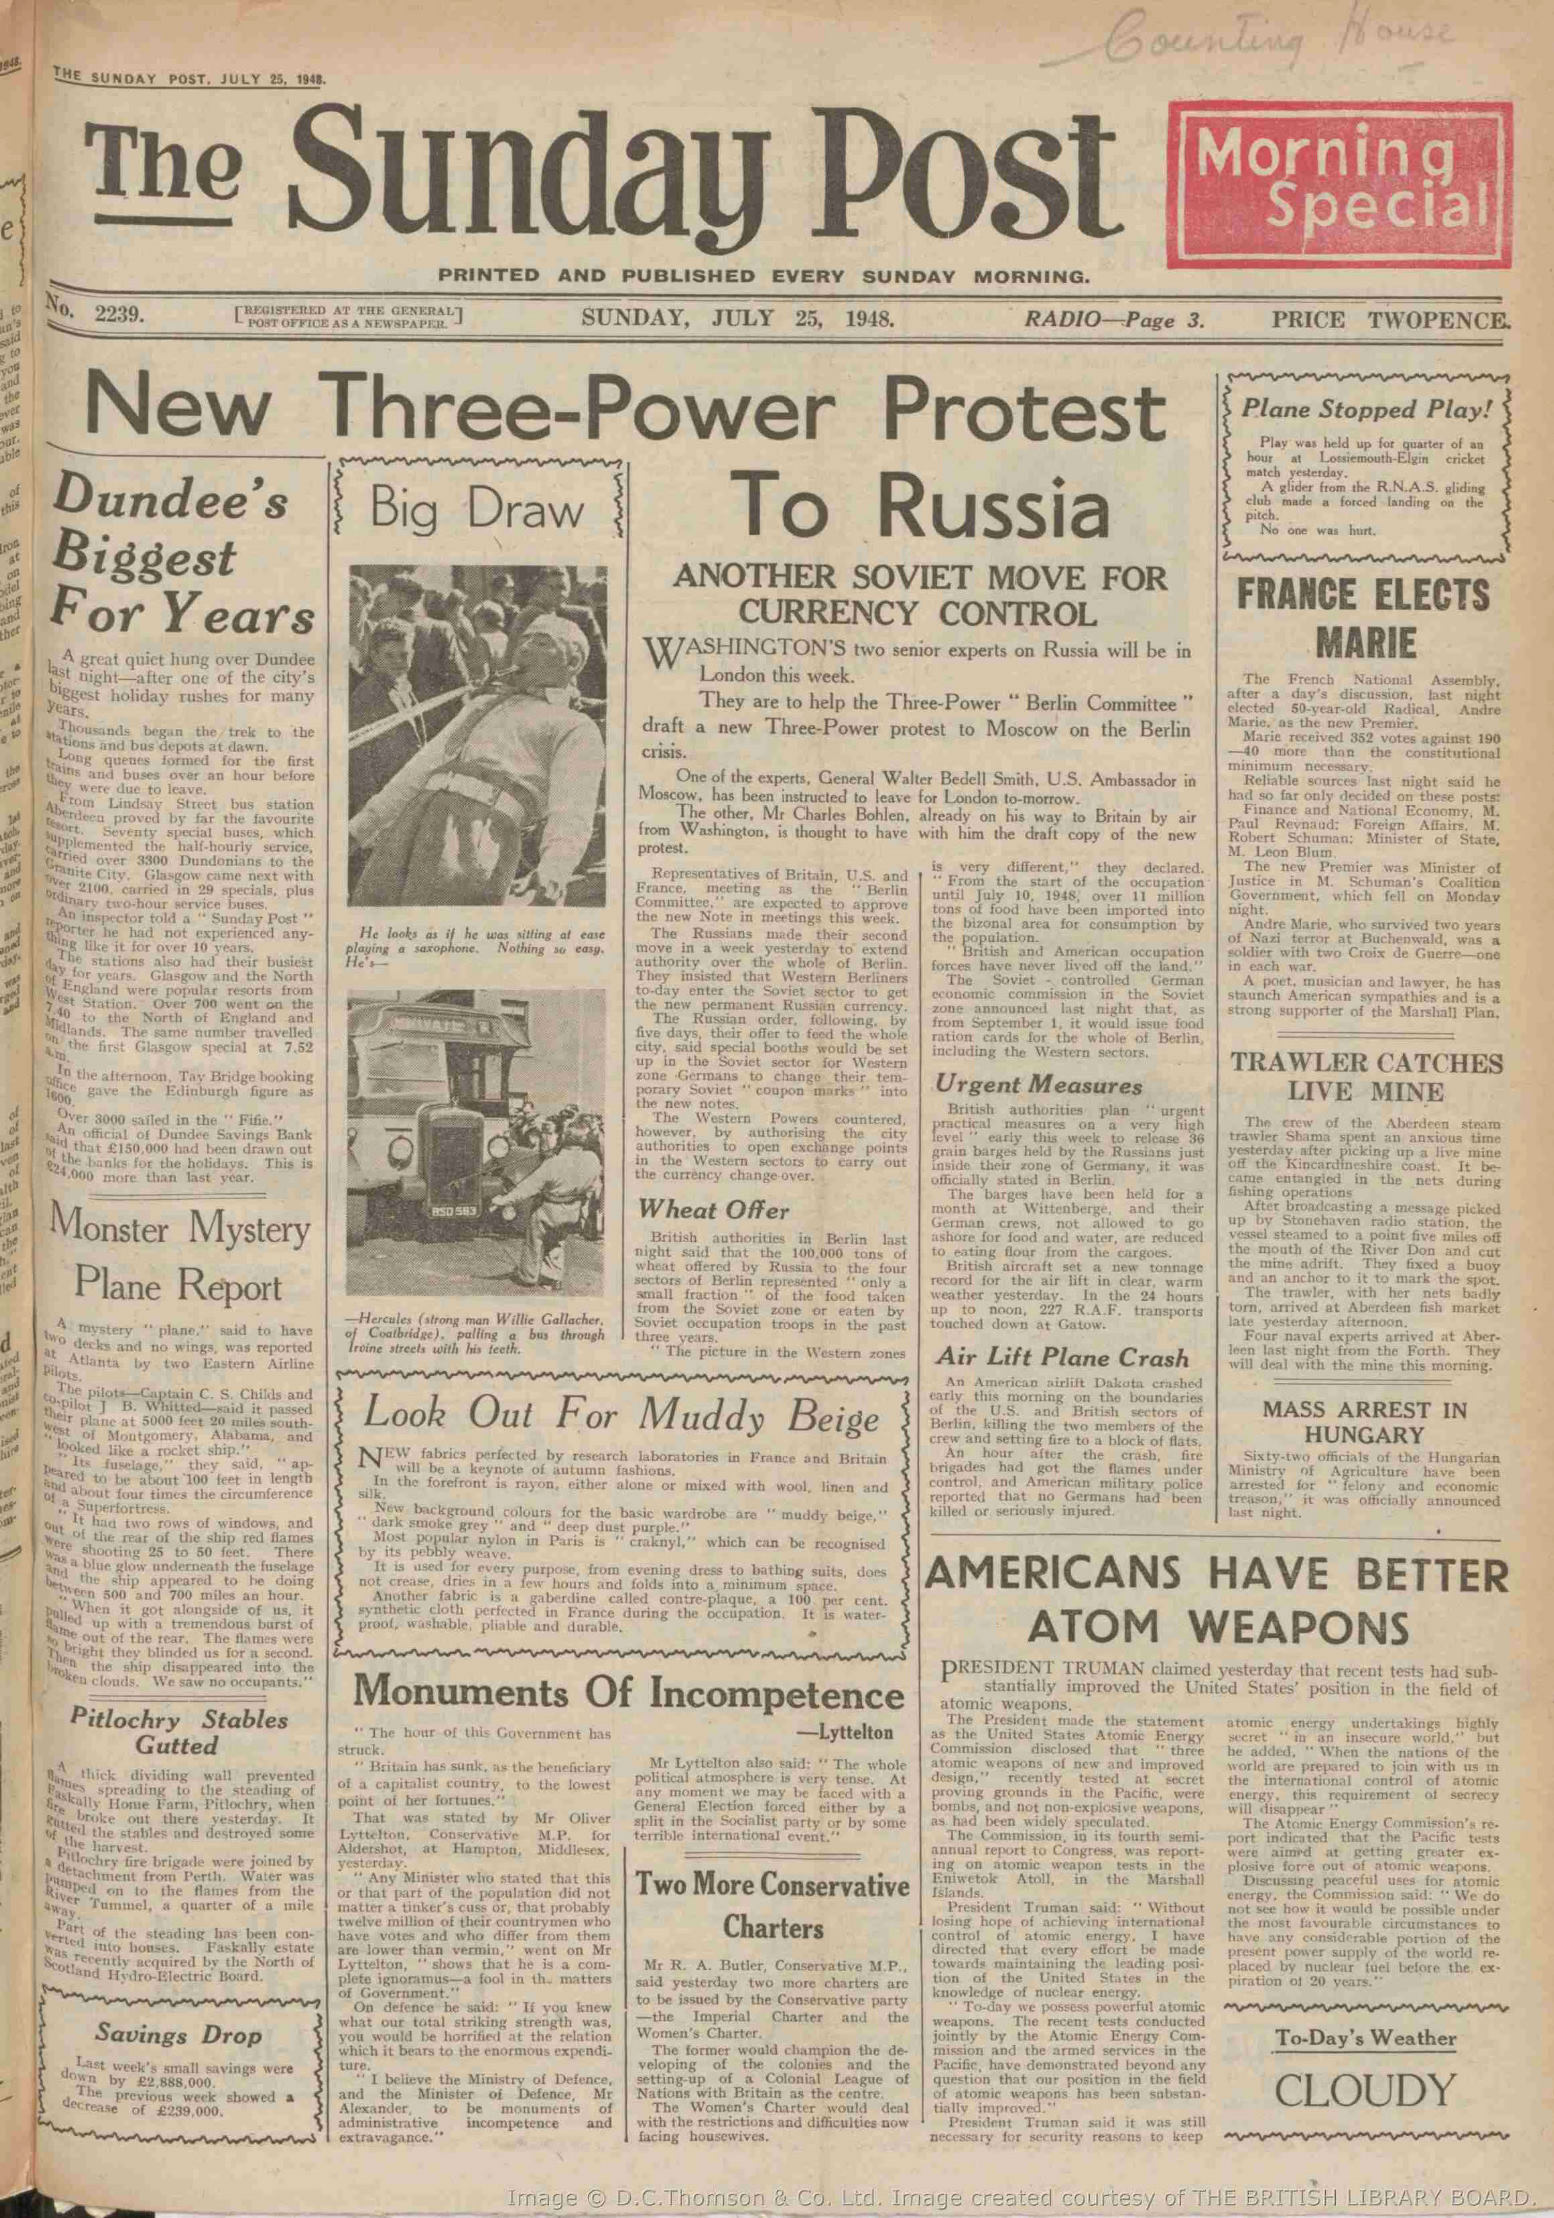 Counting House
THE SUNDAY POST, JULY 25, 1948.
The Sunday Post
Morning
Special
PRINTED AND PUBLISHED EVERY SUNDAY MORNING.
No. 2239.
[REGISTERED AT THE GENERAL
POST OFFICE AS A NEWSPAPER.]
SUNDAY, JULY 25, 1948.
RADIO—Page 3.
PRICE TWOPENCE.
New Three-Power Protest
To Russia
Dundee's
Biggest
For Years
A great quiet hung over Dundee
last night—after one of the city's
biggest holiday rushes for many
years.
Thousands began the trek to the
stations and bus depots at dawn.
Long queues formed for the first
trains and buses over an hour before
they were due to leave.
From Lindsay Street bus station
Aberdeen proved by far the favourite
resort. Seventy special buses, which
supplemented the half-hourly service,
carried over 3300 Dundonians to the
Granite City. Glasgow came next with
over 2100, carried in 29 specials, plus
ordinary two-hour service buses.
An inspector told a "Sunday Post"
reporter he had not experienced any-
thing like it for over 10 years.
The stations also had their busiest
day for years. Glasgow and the North
of England were popular resorts from
West Station. Over 700 went on the
7.40 to the North of England and
Midlands. The same number travelled
on the first Glasgow special at 7.52
a.m.
In the afternoon, Tay Bridge booking
office gave the Edinburgh figure as
1600.
Over 3000 sailed in the "Fifie."
An official of Dundee Savings Bank
said that £150,000 had been drawn out
of the banks for the holidays. This is
£24,000 more than last year.
Monster Mystery
Plane Report
A mystery "plane," said to have
two decks and no wings, was reported
at Atlanta by two Eastern Airline
pilots.
The pilots—Captain C. S. Childs and
co-pilot J B. Whitted—said it passed
their plane at 5000 feet 20 miles south-
west of Montgomery, Alabama, and
"looked like a rocket ship."
"Its fuselage," they said, "ap-
peared to be about 100 feet in length
and about four times the circumference
of a Superfortress.
"It had two rows of windows, and
out of the rear of the ship red flames
were shooting 25 to 50 feet. There
was a blue glow underneath the fuselage
and the ship appeared to be doing
between 500 and 700 miles an hour.
"When it got alongside of us, it
pulled up with a tremendous burst of
flame out of the rear. The flames were
so bright they blinded us for a second.
Then the ship disappeared into the
broken clouds. We saw no occupants."
Pitlochry Stables
Gutted
A thick dividing wall prevented
flames spreading to the steading of
Faskally Home Farm, Pitlochry, when
fire broke out there yesterday. It
gutted the stables and destroyed some
of the harvest.
Pitlochry fire brigade were joined by
a detachment from Perth. Water was
pumped on to the flames from the
River Tummel, a quarter of a mile
away.
Part of the steading has been con-
verted into houses. Faskally estate
was recently acquired by the North of
Scotland Hydro-Electric Board.
Savings Drop
Last week's small savings were
down by £2,888,000.
The previous week showed a
decrease of £239,000.
Big Draw
He looks as if he was sitting at ease
playing a saxophone. Nothing so easy.
He's—
PRIVATE
BSD 583
—Hercules (strong man Willie Gallacher,
of Coatbridge), pulling a bus through
Irvine streets with his teeth.
ANOTHER SOVIET MOVE FOR
CURRENCY CONTROL
WASHINGTON'S two senior experts on Russia will be in
London this week.
They are to help the Three-Power "Berlin Committee"
draft a new Three-Power protest to Moscow on the Berlin
crisis.
One of the experts, General Walter Bedell Smith, U.S. Ambassador in
Moscow, has been instructed to leave for London to-morrow.
The other, Mr Charles Bohlen, already on his way to Britain by air
from Washington, is thought to have with him the draft copy of the new
protest.
Representatives of Britain, U.S. and
France, meeting as the "Berlin
Committee," are expected to approve
the new Note in meetings this week.
The Russians made their second
move in a week yesterday to extend
authority over the whole of Berlin.
They insisted that Western Berliners
to-day enter the Soviet sector to get
the new permanent Russian currency.
The Russian order, following, by
five days, their offer to feed the whole
city, said special booths would be set
up in the Soviet sector for Western
zone Germans to change their tem-
porary Soviet "coupon marks" into
the new notes.
The Western Powers countered,
however, by authorising the city
authorities to open exchange points
in the Western sectors to carry out
the currency change-over.
Wheat Offer
British authorities in Berlin last
night said that the 100,000 tons of
wheat offered by Russia to the four
sectors of Berlin represented "only a
small fraction" of the food taken
from the Soviet zone or eaten by
Soviet occupation troops in the past
three years.
"The picture in the Western zones
is very different," they declared.
"From the start of the occupation
until July 10, 1948, over 11 million
tons of food have been imported into
the bizonal area for consumption by
the population.
"British and American occupation
forces have never lived off the land."
The Soviet-controlled German
economic commission in the Soviet
zone announced last night that, as
from September 1, it would issue food
ration cards for the whole of Berlin,
including the Western sectors.
Urgent Measures
British authorities plan "urgent
practical measures on a very high
level" early this week to release 36
grain barges held by the Russians just
inside their zone of Germany, it was
officially stated in Berlin.
The barges have been held for a
month at Wittenberge, and their
German crews, not allowed to go
ashore for food and water, are reduced
to eating flour from the cargoes.
British aircraft set a new tonnage
record for the air lift in clear, warm
weather yesterday. In the 24 hours
up to noon, 227 R.A.F. transports
touched down at Gatow.
Air Lift Plane Crash
An American airlift Dakota crashed
early this morning on the boundaries
of the U.S. and British sectors of
Berlin, killing the two members of the
crew and setting fire to a block of flats.
An hour after the crash, fire
brigades had got the flames under
control, and American military police
reported that no Germans had been
killed or seriously injured.
Look Out For Muddy Beige
NEW fabrics perfected by research laboratories in France and Britain
will be a keynote of autumn fashions.
In the forefront is rayon, either alone or mixed with wool, linen and
silk.
New background colours for the basic wardrobe are "muddy beige,"
"dark smoke grey" and "deep dust purple."
Most popular nylon in Paris is "craknyl," which can be recognised
by its pebbly weave.
It is used for every purpose, from evening dress to bathing suits, does
not crease, dries in a few hours and folds into a minimum space.
Another fabric is a gaberdine called contre-plaque, a 100 per cent.
synthetic cloth perfected in France during the occupation. It is water-
proof, washable, pliable and durable.
Monuments Of Incompetence
—Lyttelton
"The hour of this Government has
struck.
"Britain has sunk, as the beneficiary
of a capitalist country, to the lowest
point of her fortunes."
That was stated by Mr Oliver
Lyttelton, Conservative M.P. for
Aldershot, at Hampton, Middlesex,
yesterday.
"Any Minister who stated that this
or that part of the population did not
matter a tinker's cuss or, that probably
twelve million of their countrymen who
have votes and who differ from them
are lower than vermin," went on Mr
Lyttelton, "shows that he is a com-
plete ignoramus—a fool in the matters
of Government."
On defence he said: "If you knew
what our total striking strength was,
you would be horrified at the relation
which it bears to the enormous expendi-
ture.
"I believe the Ministry of Defence,
and the Minister of Defence, Mr
Alexander, to be monuments of
administrative incompetence and
extravagance."
Mr Lyttelton also said: "The whole
political atmosphere is very tense. At
any moment we may be faced with a
General Election forced either by a
split in the Socialist party or by some
terrible international event."
Two More Conservative
Charters
Mr R. A. Butler, Conservative M.P.,
said yesterday two more charters are
to be issued by the Conservative party
—the Imperial Charter and the
Women's Charter.
The former would champion the de-
veloping of the colonies and the
setting-up of a Colonial League of
Nations with Britain as the centre.
The Women's Charter would deal
with the restrictions and difficulties now
facing housewives.
Plane Stopped Play!
Play was held up for quarter of an
hour at Lossiemouth-Elgin cricket
match yesterday.
A glider from the R.N.A.S. gliding
club made a forced landing on the
pitch.
No one was hurt.
FRANCE ELECTS
MARIE
The French National Assembly,
after a day's discussion, last night
elected 50-year-old Radical, Andre
Marie, as the new Premier.
Marie received 352 votes against 190
—40 more than the constitutional
minimum necessary.
Reliable sources last night said he
had so far only decided on these posts:
Finance and National Economy, M.
Paul Reynaud; Foreign Affairs, M.
Robert Schuman; Minister of State,
M. Leon Blum.
The new Premier was Minister of
Justice in M. Schuman's Coalition
Government, which fell on Monday
night.
Andre Marie, who survived two years
of Nazi terror at Buchenwald, was a
soldier with two Croix de Guerre—one
in each war.
A poet, musician and lawyer, he has
staunch American sympathies and is a
strong supporter of the Marshall Plan.
TRAWLER CATCHES
LIVE MINE
The crew of the Aberdeen steam
trawler Shama spent an anxious time
yesterday after picking up a live mine
off the Kincardineshire coast. It be-
came entangled in the nets during
fishing operations
After broadcasting a message picked
up by Stonehaven radio station, the
vessel steamed to a point five miles off
the mouth of the River Don and cut
the mine adrift. They fixed a buoy
and an anchor to it to mark the spot.
The trawler, with her nets badly
torn, arrived at Aberdeen fish market
late yesterday afternoon.
Four naval experts arrived at Aber-
deen last night from the Forth. They
will deal with the mine this morning.
MASS ARREST IN
HUNGARY
Sixty-two officials of the Hungarian
Ministry of Agriculture have been
arrested for "felony and economic
treason," it was officially announced
last night.
AMERICANS HAVE BETTER
ATOM WEAPONS
PRESIDENT TRUMAN claimed yesterday that recent tests had sub-
stantially improved the United States' position in the field of
atomic weapons.
The President made the statement
as the United States Atomic Energy
Commission disclosed that "three
atomic weapons of new and improved
design," recently tested at secret
proving grounds in the Pacific, were
bombs, and not non-explosive weapons,
as had been widely speculated.
The Commission, in its fourth semi-
annual report to Congress, was report-
ing on atomic weapon tests in the
Eniwetok Atoll, in the Marshall
Islands.
President Truman said: "Without
losing hope of achieving international
control of atomic energy, I have
directed that every effort be made
towards maintaining the leading posi-
tion of the United States in the
knowledge of nuclear energy.
"To-day we possess powerful atomic
weapons. The recent tests conducted
jointly by the Atomic Energy Com-
mission and the armed services in the
Pacific, have demonstrated beyond any
question that our position in the field
of atomic weapons has been substan-
tially improved."
President Truman said it was still
necessary for security reasons to keep
atomic energy undertakings highly
secret "in an insecure world," but
he added, "When the nations of the
world are prepared to join with us in
the international control of atomic
energy, this requirement of secrecy
will disappear"
The Atomic Energy Commission's re-
port indicated that the Pacific tests
were aimed at getting greater ex-
plosive force out of atomic weapons.
Discussing peaceful uses for atomic
energy, the Commission said: "We do
not see how it would be possible under
the most favourable circumstances to
have any considerable portion of the
present power supply of the world re-
placed by nuclear fuel before the ex-
piration of 20 years."
To-Day's Weather
CLOUDY
Image © D.C.Thomson & Co. Ltd. Image created courtesy of THE BRITISH LIBRARY BOARD.